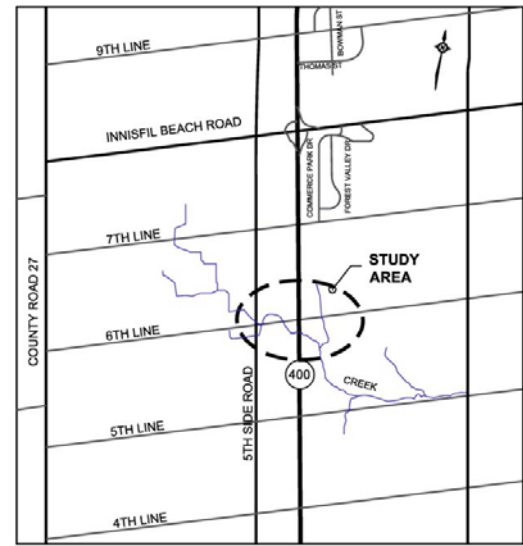 BOWMAN ST
9TH LINE
THOMAS ST
INNISFIL BEACH ROAD
COMMERCE PARK DR
FOREST VALLEY DR
7TH LINE
STUDY
AREA
COUNTY ROAD 27
6TH LINE
400
5TH SIDE ROAD
CREEK
5TH LINE
4TH LINE